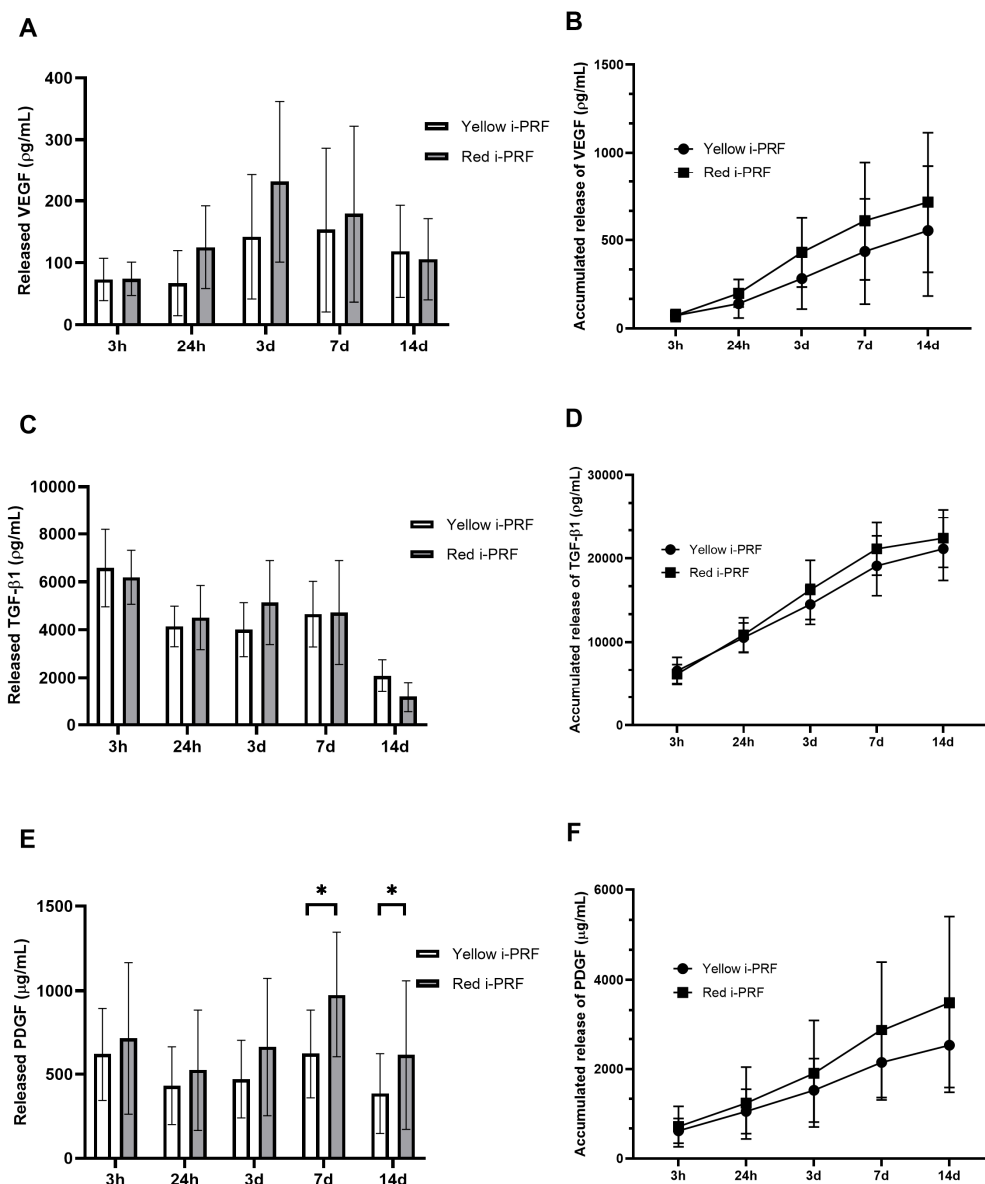 A
Released VEGF (ρg/mL)
400
300
200
100
0
3h 24h 3d 7d 14d
Yellow i-PRF
Red i-PRF
B
Accumulated release of VEGF (ρg/mL)
1500
1000
500
0
3h 24h 3d 7d 14d
Yellow i-PRF
Red i-PRF
C
Released TGF-β1 (ρg/mL)
10000
8000
6000
4000
2000
0
3h 24h 3d 7d 14d
Yellow i-PRF
Red i-PRF
D
Accumulated release of TGF-β1 (ρg/mL)
30000
20000
10000
0
3h 24h 3d 7d 14d
Yellow i-PRF
Red i-PRF
E
Released PDGF (μg/mL)
1500
1000
500
0
* *
3h 24h 3d 7d 14d
Yellow i-PRF
Red i-PRF
F
Accumulated release of PDGF (μg/mL)
6000
4000
2000
0
3h 24h 3d 7d 14d
Yellow i-PRF
Red i-PRF